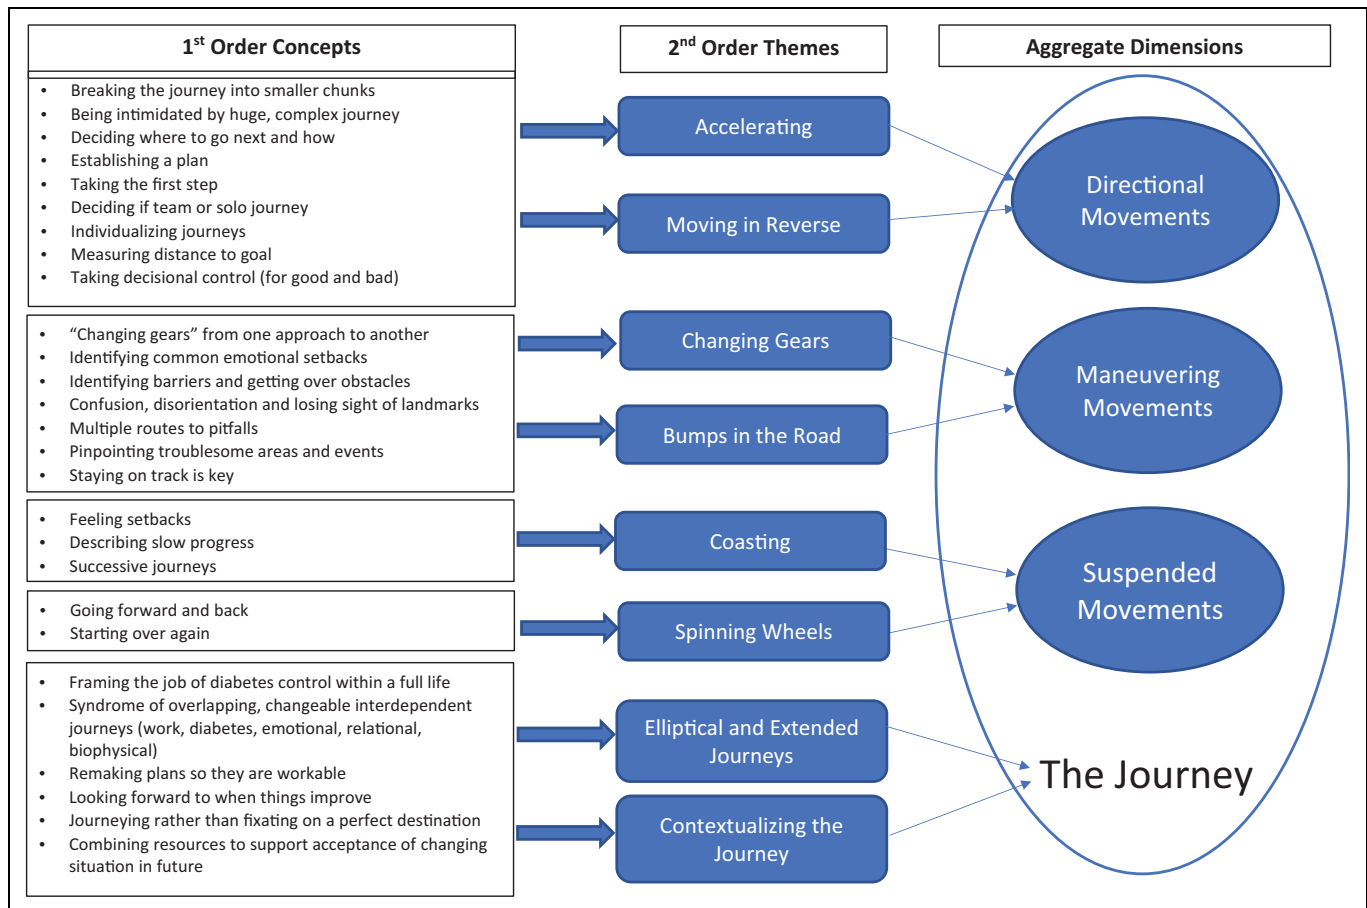 1st Order Concepts
2nd Order Themes
Aggregate Dimensions
• Breaking the journey into smaller chunks
• Being intimidated by huge, complex journey
• Deciding where to go next and how
• Establishing a plan
• Taking the first step
• Deciding if team or solo journey
• Individualizing journeys
• Measuring distance to goal
• Taking decisional control (for good and bad)
Accelerating
Moving in Reverse
Directional
Movements
• “Changing gears” from one approach to another
• Identifying common emotional setbacks
• Identifying barriers and getting over obstacles
• Confusion, disorientation and losing sight of landmarks
• Multiple routes to pitfalls
• Pinpointing troublesome areas and events
• Staying on track is key
Changing Gears
Bumps in the Road
Maneuvering
Movements
• Feeling setbacks
• Describing slow progress
• Successive journeys
Coasting
• Going forward and back
• Starting over again
Spinning Wheels
Suspended
Movements
• Framing the job of diabetes control within a full life
• Syndrome of overlapping, changeable interdependent
journeys (work, diabetes, emotional, relational,
biophysical)
• Remaking plans so they are workable
• Looking forward to when things improve
• Journeying rather than fixating on a perfect destination
• Combining resources to support acceptance of changing
situation in future
Elliptical and Extended
Journeys
Contextualizing the
Journey
The Journey